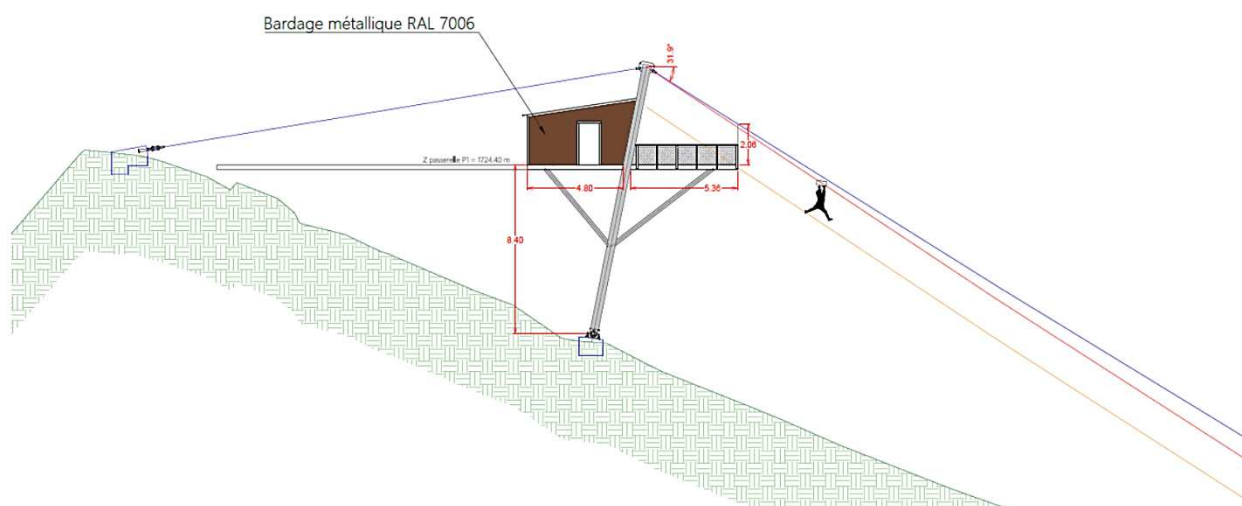 Bardage métallique RAL 7006
31.9°
2.06
Z passerelle P1 = 1724.40 m
4.80
5.36
8.40